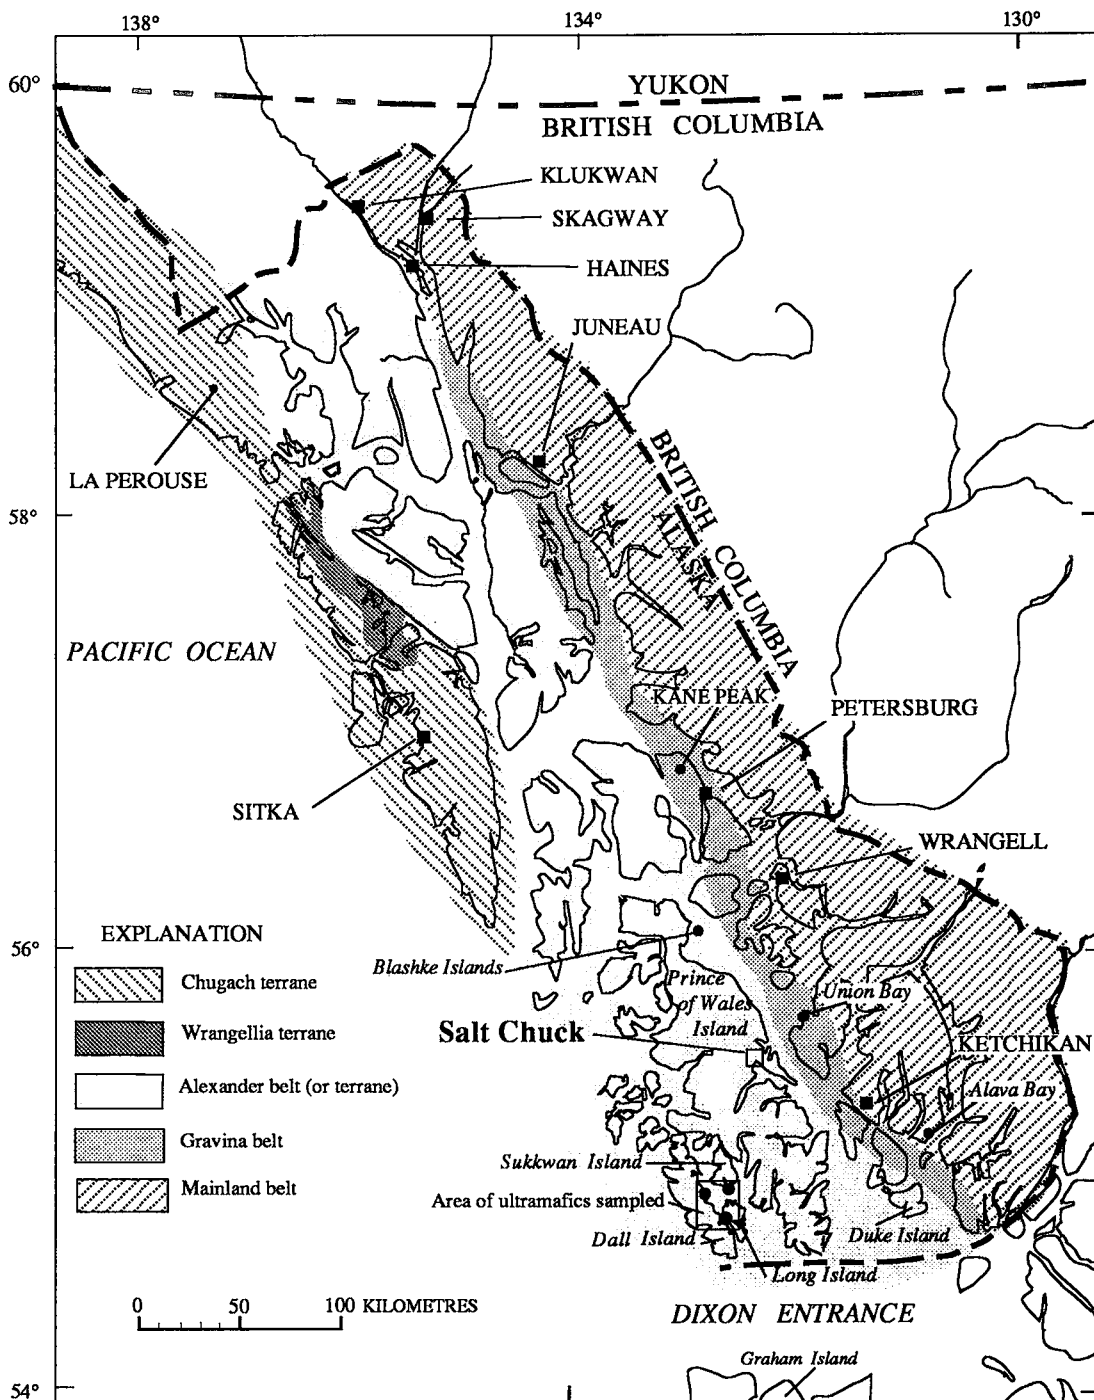 138°
134°
130°
60°
YUKON
BRITISH COLUMBIA
KLUKWAN
SKAGWAY
HAINES
JUNEAU
LA PEROUSE
BRITISH COLUMBIA
ALASKA
58°
PACIFIC OCEAN
KANE PEAK
PETERSBURG
SITKA
WRANGELL
EXPLANATION
56°
Blashke Islands
Chugach terrane
Prince
of Wales
Island
Union Bay
Wrangellia terrane
Salt Chuck
KETCHIKAN
Alexander belt (or terrane)
Alava Bay
Gravina belt
Sukkwan Island
Mainland belt
Area of ultramafics sampled
Dall Island
Duke Island
Long Island
0 50 100 KILOMETRES
DIXON ENTRANCE
Graham Island
54°